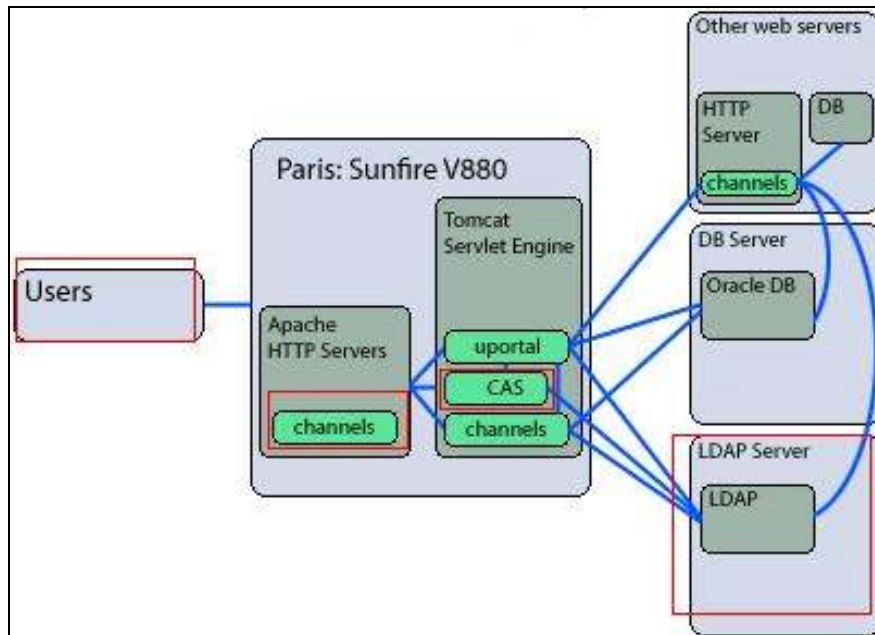 Users
Paris: Sunfire V880
Apache
HTTP Servers
channels
Tomcat
Servlet Engine
uportal
CAS
channels
Other web servers
HTTP
Server
channels
DB
DB Server
Oracle DB
LDAP Server
LDAP